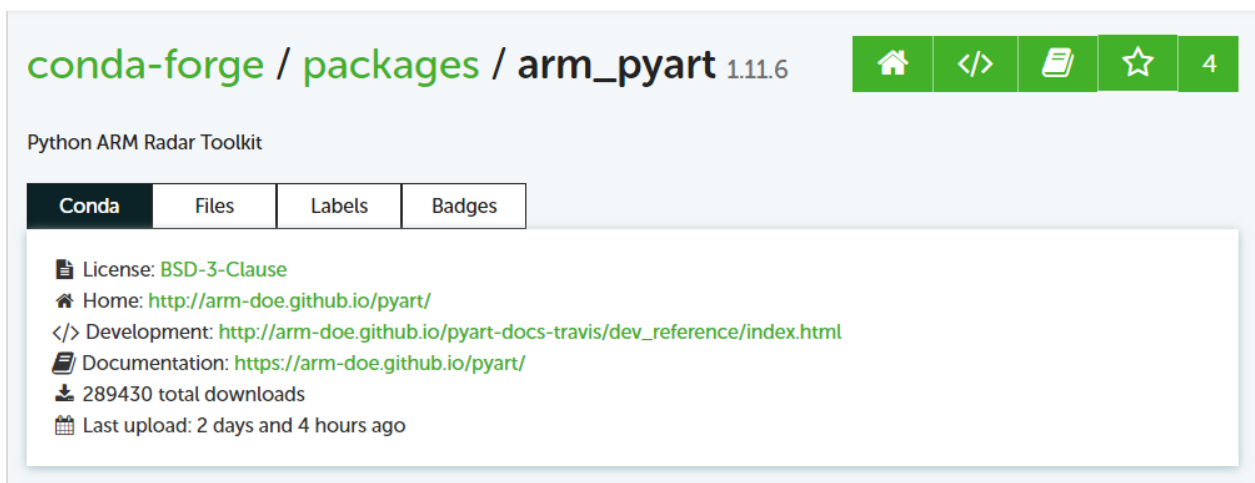 conda-forge / packages / arm_pyart 1.11.6
4
Python ARM Radar Toolkit
Conda Files Labels Badges
License: BSD-3-Clause
Home: http://arm-doe.github.io/pyart/
</> Development: http://arm-doe.github.io/pyart-docs-travis/dev_reference/index.html
Documentation: https://arm-doe.github.io/pyart/
289430 total downloads
Last upload: 2 days and 4 hours ago